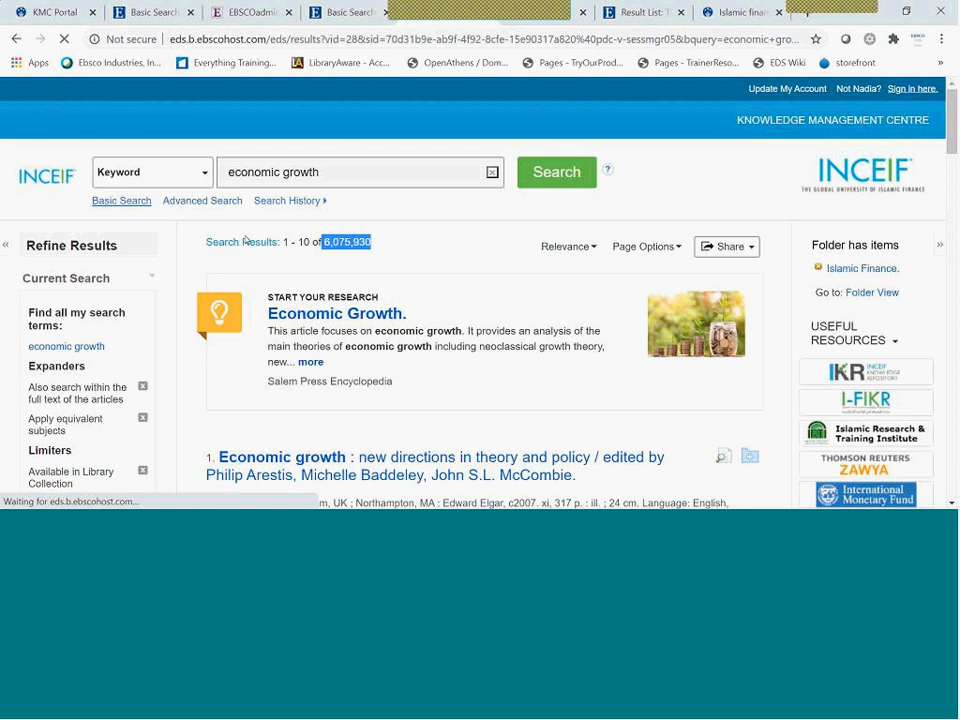 KMC Portal
Basic Search
EBSCOadmi
Basic Search
Result List: T
Islamic finan
Not secure
eds.b.ebscohost.com/eds/results?vid=28&sid=70d31b9e-ab9f-4f92-8cfe-15e90317a820%40pdc-v-sessmgr05&bquery=economic+gro...
Apps
Ebsco Industries, In...
Everything Training...
LibraryAware - Acc...
OpenAthens / Dom...
Pages - TryOurProd...
Pages - TrainerReso...
EDS Wiki
storefront
»
Update My Account Not Nadia? Sign in here.
KNOWLEDGE MANAGEMENT CENTRE
INCEIF
Keyword
economic growth
Search
?
INCEIF
THE GLOBAL UNIVERSITY OF ISLAMIC FINANCE
Basic Search Advanced Search Search History
«
Refine Results
Current Search
Find all my search
terms:
economic growth
Expanders
Also search within the
full text of the articles
Apply equivalent
subjects
Limiters
Available in Library
Collection
Waiting for eds.b.ebscohost.com...
Search Results: 1 - 10 of 6,075,930
Relevance Page Options Share
START YOUR RESEARCH
Economic Growth.
This article focuses on economic growth. It provides an analysis of the
main theories of economic growth including neoclassical growth theory,
new... more
Salem Press Encyclopedia
1. Economic growth : new directions in theory and policy / edited by
Philip Arestis, Michelle Baddeley, John S.L. McCombie.
m, UK ; Northampton, MA : Edward Elgar, c2007. xi, 317 p. : ill. ; 24 cm. Language: English,
Folder has items
»
Islamic Finance.
Go to: Folder View
USEFUL
RESOURCES
IKR INCEIF KNOWLEDGE REPOSITORY
I-FIKR
Islamic Research &
Training Institute
THOMSON REUTERS
ZAWYA
International
Monetary Fund